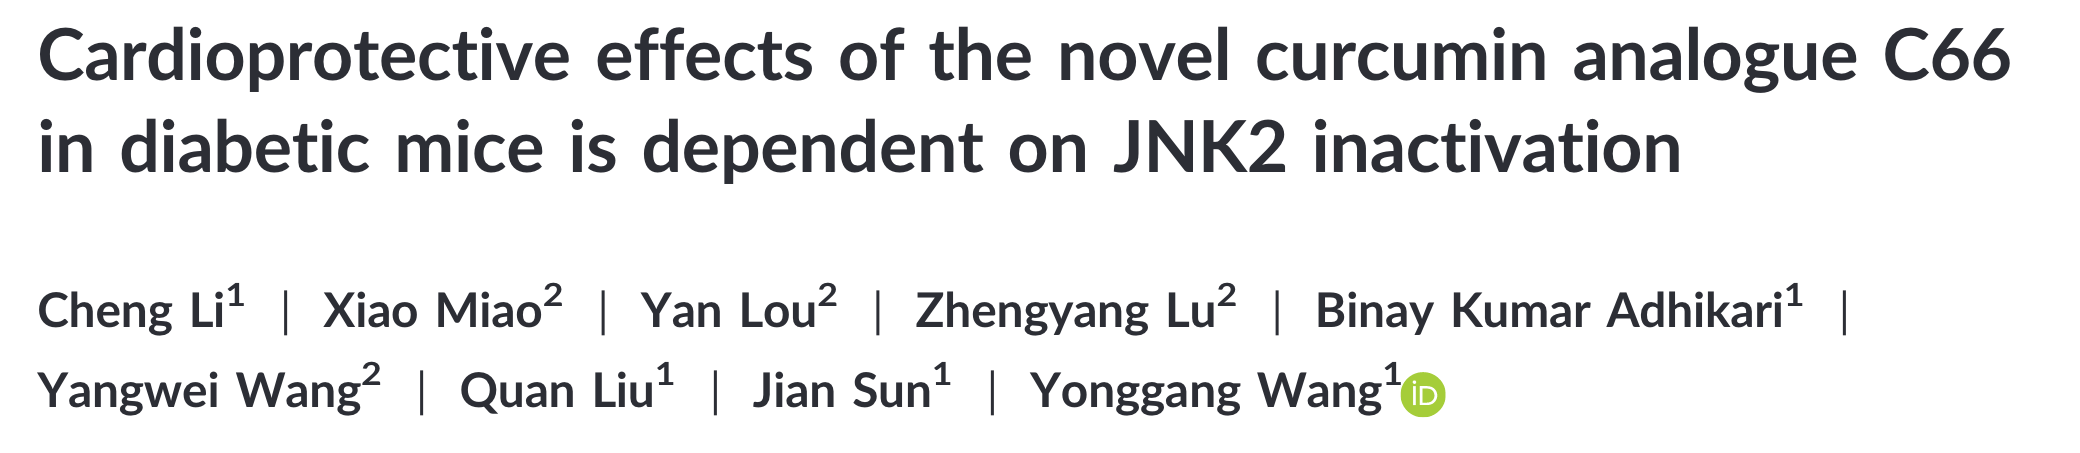 Cardioprotective effects of the novel curcumin analogue C66
in diabetic mice is dependent on JNK2 inactivation
Cheng Li¹ | Xiao Miao² | Yan Lou² | Zhengyang Lu² | Binay Kumar Adhikari¹ |
Yangwei Wang² | Quan Liu¹ | Jian Sun¹ | Yonggang Wang¹ iD